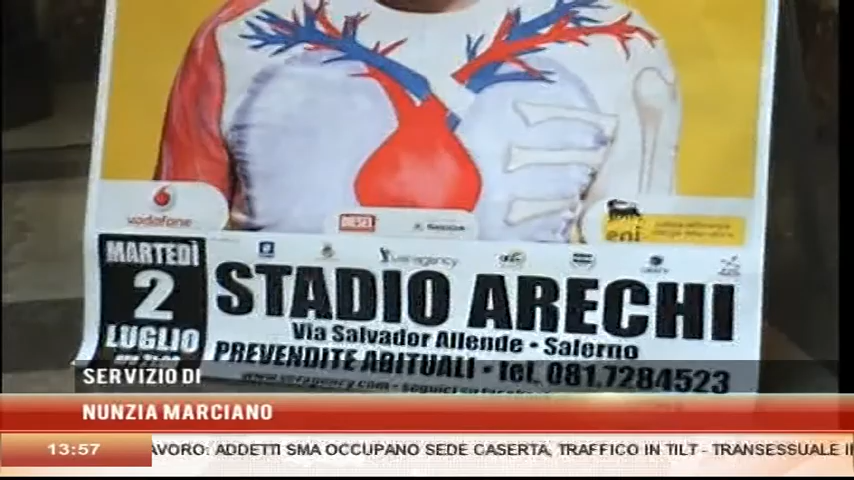 vodafone
DIESEL
eni
MARTEDÌ
2
LUGLIO
STADIO ARECHI
Via Salvador Allende • Salerno
PREVENDITE ABITUALI • tel. 081.7284523
SERVIZIO DI
NUNZIA MARCIANO
13:57
AVORO: ADDETTI SMA OCCUPANO SEDE CASERTA, TRAFFICO IN TILT - TRANSESSUALE I